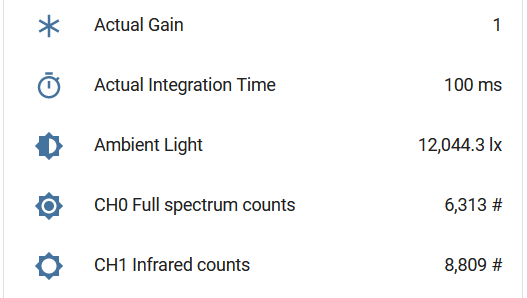 Actual Gain 1
Actual Integration Time 100 ms
Ambient Light 12,044.3 lx
CH0 Full spectrum counts 6,313 #
CH1 Infrared counts 8,809 #